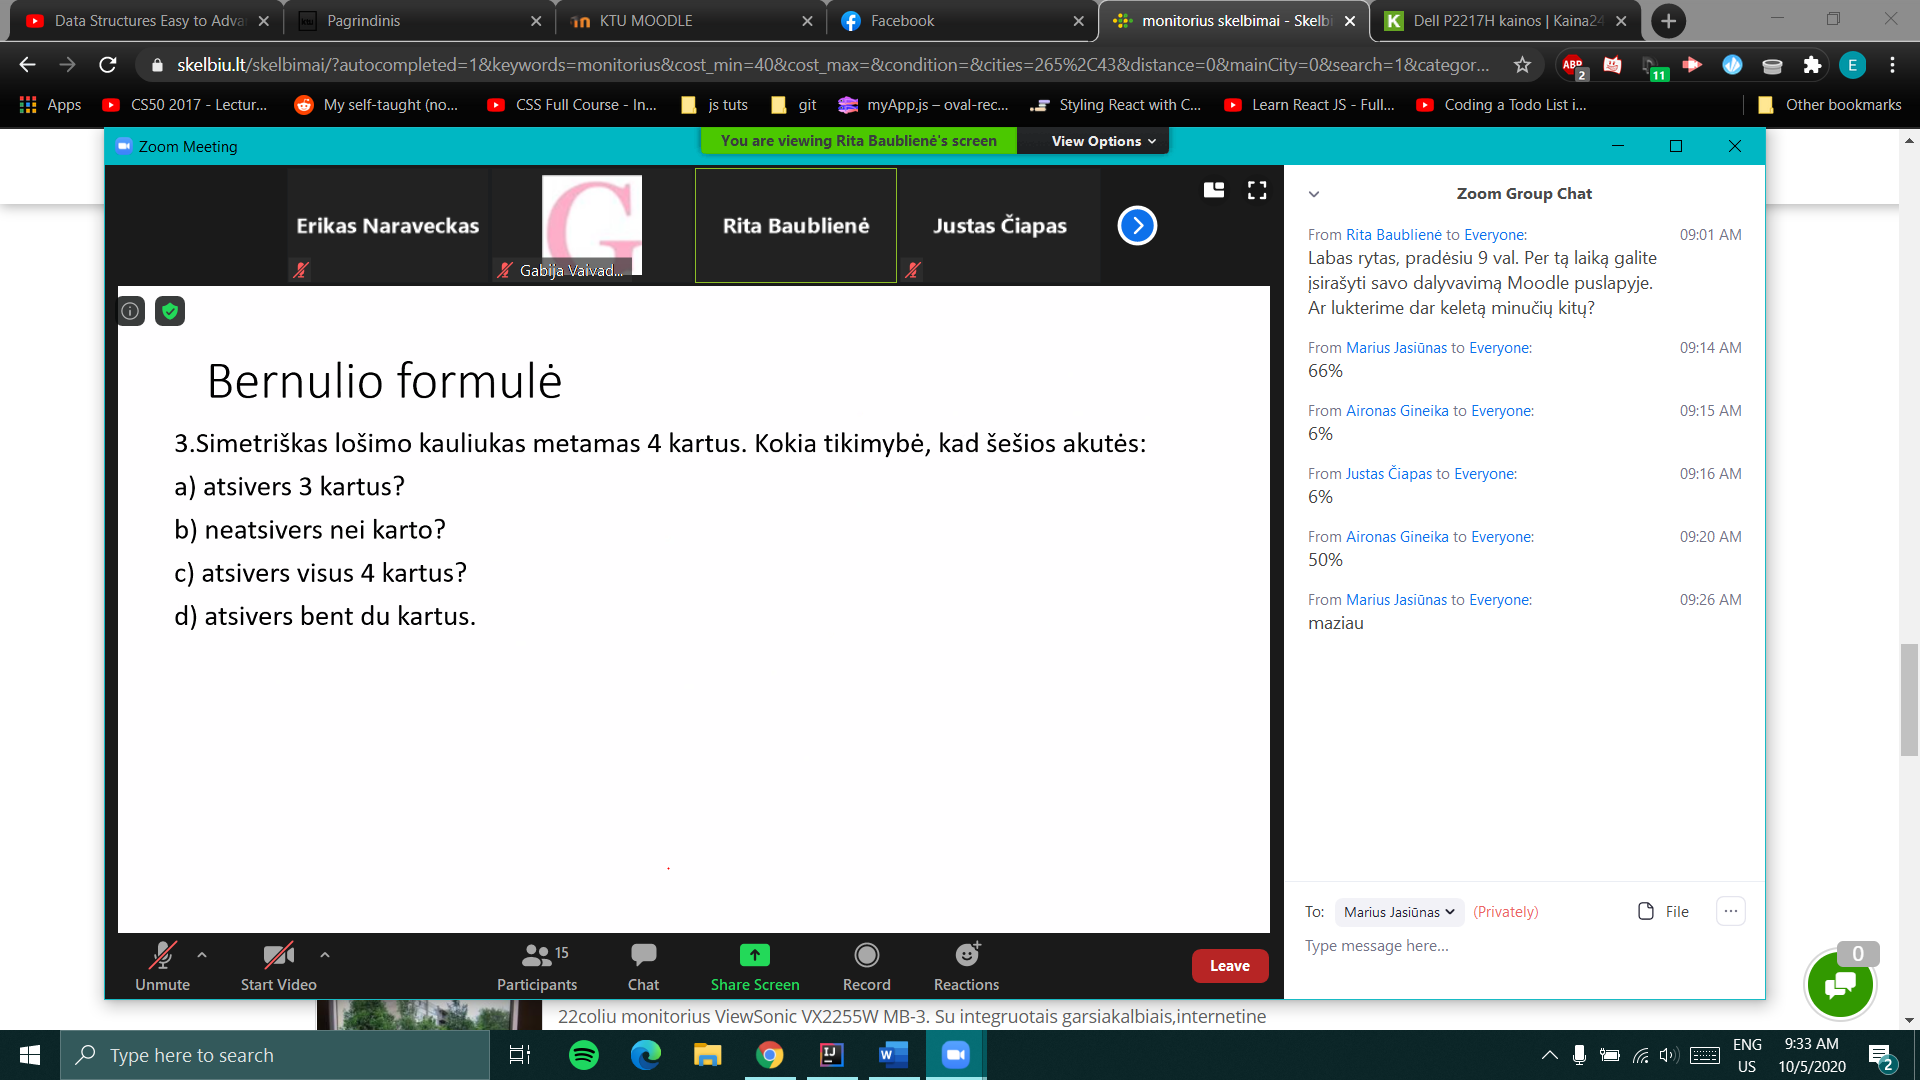 Data Structures Easy to Adva
Pagrindinis
KTU MOODLE
Facebook
monitorius skelbimai - Skelbi
Dell P2217H kainos | Kaina24
skelbiu.lt/skelbimai/?autocompleted=1&keywords=monitorius&cost_min=40&cost_max=&condition=&cities=265%2C43&distance=0&mainCity=0&search=1&categor...
ABP
2
11
E
Apps
CS50 2017 - Lectur...
My self-taught (no...
CSS Full Course - In...
js tuts
git
myApp.js – oval-rec...
Styling React with C...
Learn React JS - Full...
Coding a Todo List i...
Other bookmarks
Zoom Meeting
You are viewing Rita Baublienė's screen
View Options
Erikas Naraveckas
G
Gabija Vaivad...
Rita Baublienė
Justas Čiapas
Bernulio formulė
3.Simetriškas lošimo kauliukas metamas 4 kartus. Kokia tikimybė, kad šešios akutės:
a) atsivers 3 kartus?
b) neatsivers nei karto?
c) atsivers visus 4 kartus?
d) atsivers bent du kartus.
Zoom Group Chat
From Rita Baublienė to Everyone: 09:01 AM
Labas rytas, pradėsiu 9 val. Per tą laiką galite
įsirašyti savo dalyvavimą Moodle puslapyje.
Ar lukterime dar keletą minučių kitų?
From Marius Jasiūnas to Everyone: 09:14 AM
66%
From Aironas Gineika to Everyone: 09:15 AM
6%
From Justas Čiapas to Everyone: 09:16 AM
6%
From Aironas Gineika to Everyone: 09:20 AM
50%
From Marius Jasiūnas to Everyone: 09:26 AM
maziau
To: Marius Jasiūnas (Privately)
File
Type message here...
0
Unmute
Start Video
15
Participants
Chat
Share Screen
Record
Reactions
Leave
22coliu monitorius ViewSonic VX2255W MB-3. Su integruotais garsiakalbiais,internetine
Type here to search
ENG
US
9:33 AM
10/5/2020
2